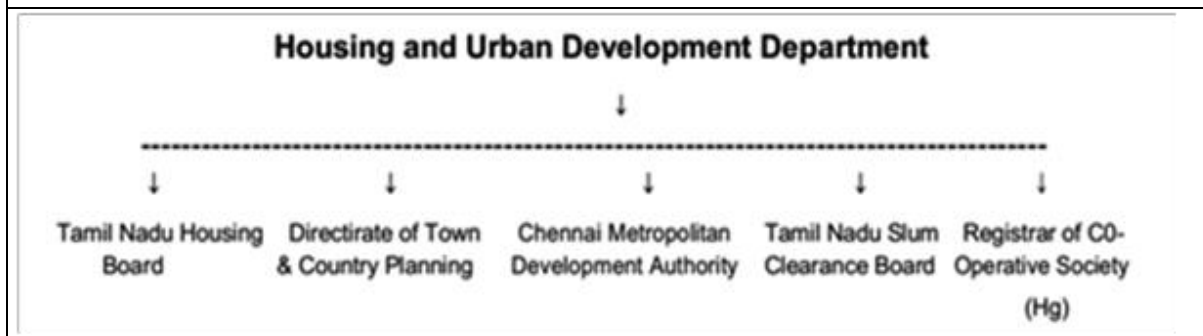 Housing and Urban Development Department
↓
↓ ↓ ↓ ↓ ↓
Tamil Nadu Housing Directirate of Town Chennai Metropolitan Tamil Nadu Slum Registrar of C0-
Board & Country Planning Development Authority Clearance Board Operative Society
(Hg)